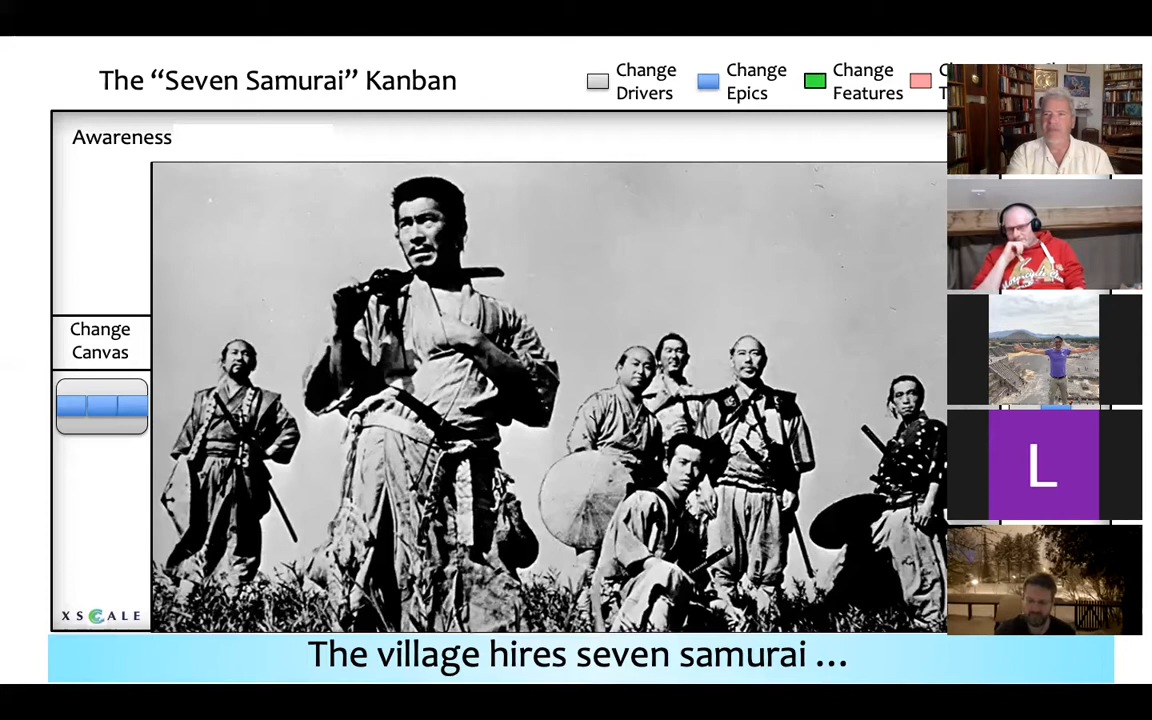 The “Seven Samurai” Kanban
Change
Drivers
Change
Epics
Change
Features
Awareness
Change
Canvas
XSCALE
The village hires seven samurai ...
L